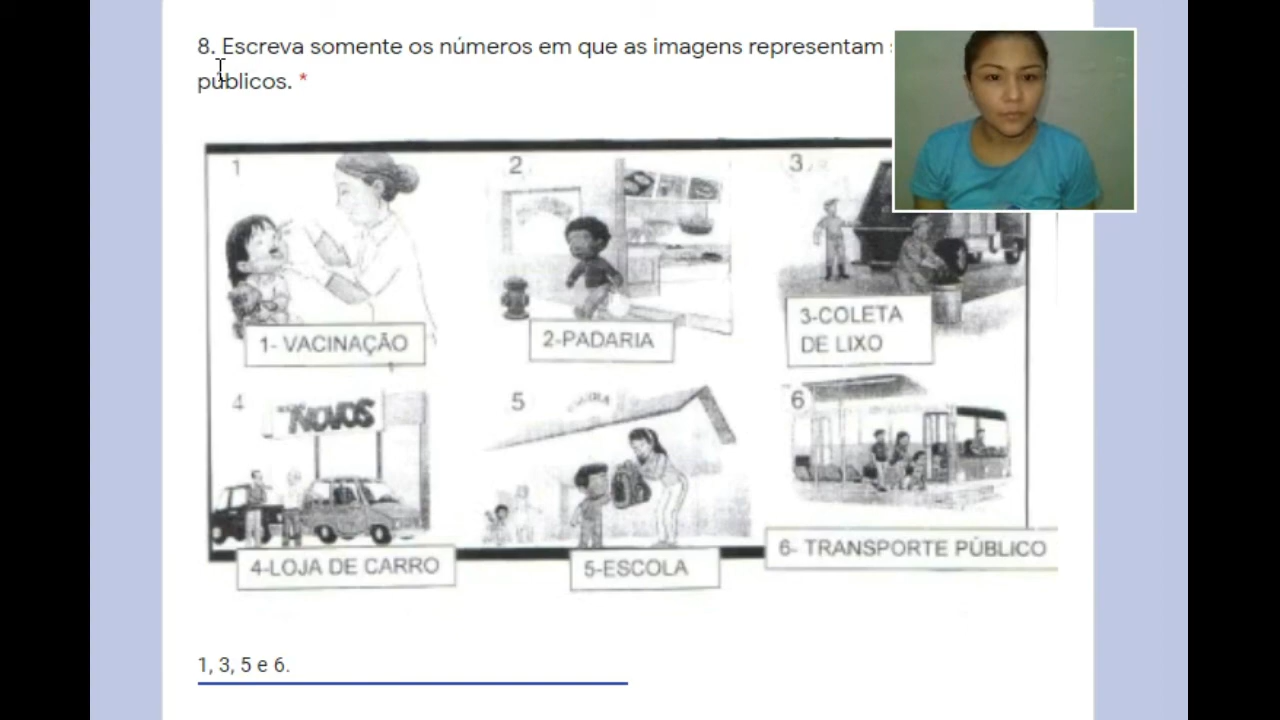 8. Escreva somente os números em que as imagens representam
públicos. *
1
2
3
1- VACINAÇÃO
2-PADARIA
3-COLETA
DE LIXO
4
5
6
NOVOS
4-LOJA DE CARRO
5-ESCOLA
6- TRANSPORTE PÚBLICO
1, 3, 5 e 6.